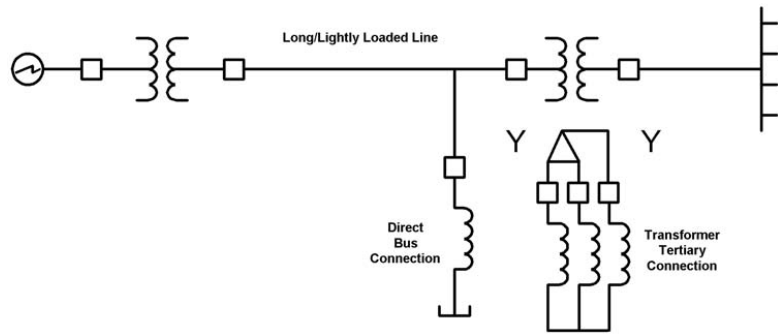 Long/Lightly Loaded Line
Y
Y
Direct
Bus
Connection
Transformer
Tertiary
Connection